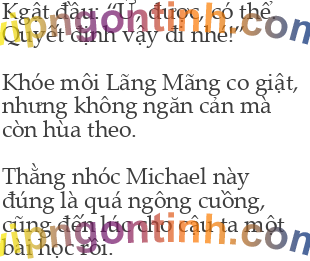 Kgật đầu: “Ừ, được, có thể.
Quyết định vậy đi nhé!”
Khóe môi Lãng Mãng co giật,
nhưng không ngăn cản mà
còn hùa theo.
Thằng nhóc Michael này
đúng là quá ngông cuồng,
cũng đến lúc cho cậu ta một
bài học rồi.